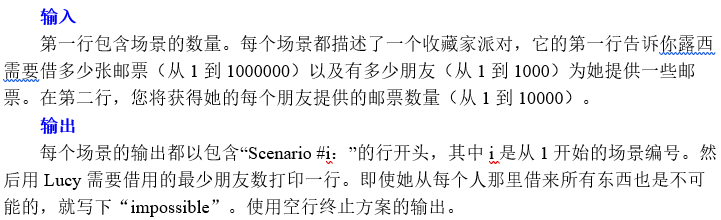 输入
第一行包含场景的数量。每个场景都描述了一个收藏家派对，它的第一行告诉你露西
需要借多少张邮票（从 1 到 1000000）以及有多少朋友（从 1 到 1000）为她提供一些邮
票。在第二行，您将获得她的每个朋友提供的邮票数量（从 1 到 10000）。
输出
每个场景的输出都以包含“Scenario #i：”的行开头，其中 i 是从 1 开始的场景编号。然
后用 Lucy 需要借用的最少朋友数打印一行。即使她从每个人那里借来所有东西也是不可
能的，就写下“impossible”。使用空行终止方案的输出。